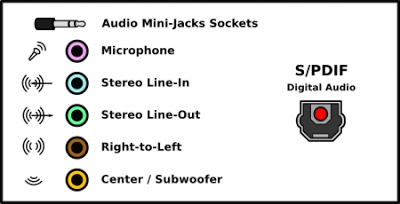 Audio Mini-Jacks Sockets
Microphone
Stereo Line-In
Stereo Line-Out
Right-to-Left
Center / Subwoofer
S/PDIF
Digital Audio